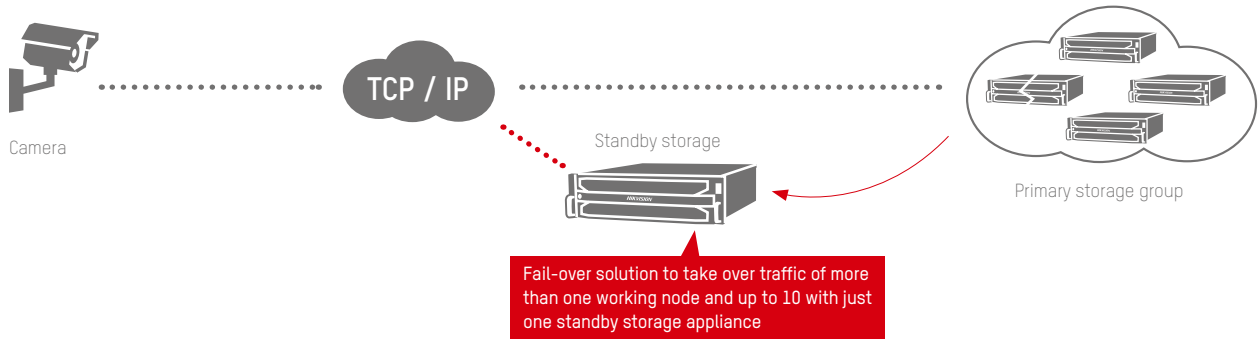 TCP / IP
Camera
Standby storage
HIKVISION
Primary storage group
Fail-over solution to take over traffic of more
than one working node and up to 10 with just
one standby storage appliance